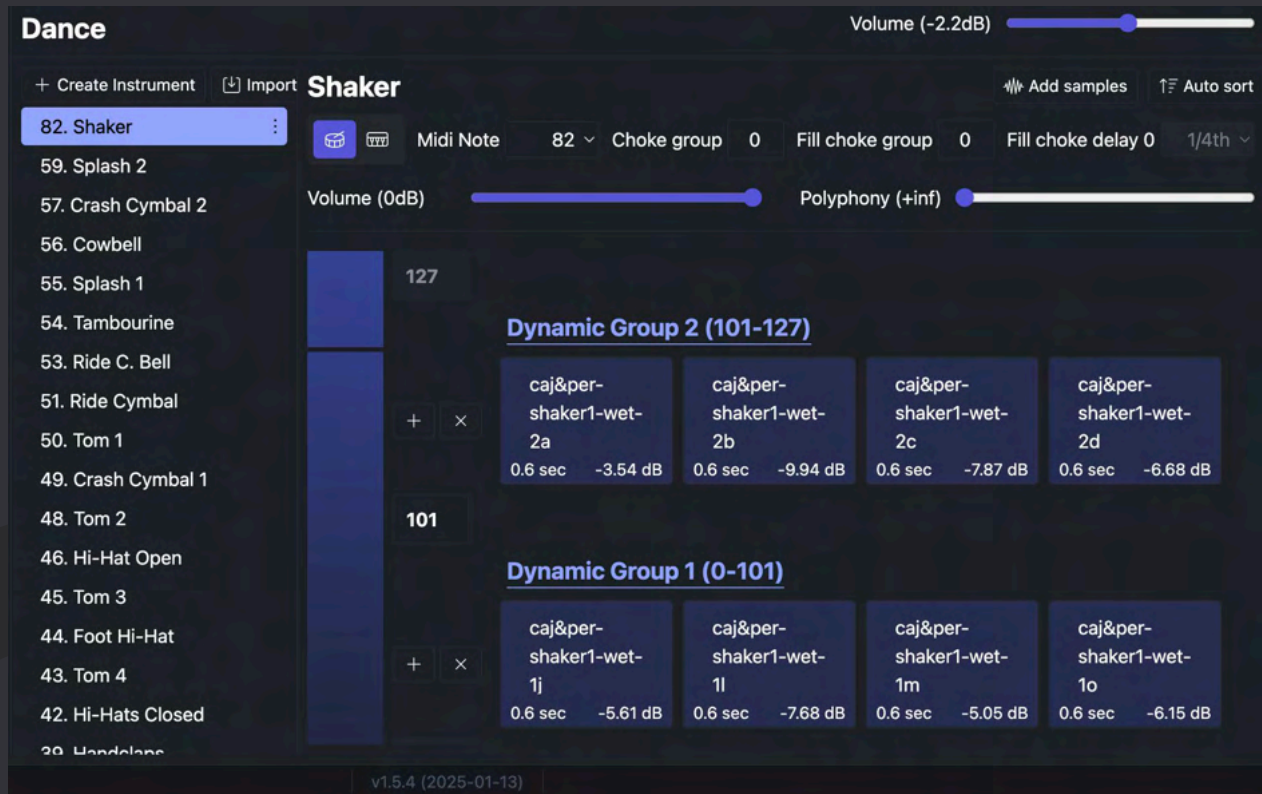 Dance
Volume (-2.2dB)
+ Create Instrument
Import
Shaker
Add samples
Auto sort
82. Shaker
Midi Note
82
Choke group
0
Fill choke group
0
Fill choke delay 0
1/4th
59. Splash 2
57. Crash Cymbal 2
56. Cowbell
55. Splash 1
54. Tambourine
53. Ride C. Bell
51. Ride Cymbal
50. Tom 1
49. Crash Cymbal 1
48. Tom 2
46. Hi-Hat Open
45. Tom 3
44. Foot Hi-Hat
43. Tom 4
42. Hi-Hats Closed
39. Handclaps
Volume (0dB)
Polyphony (+inf)
127
Dynamic Group 2 (101-127)
caj&per-
shaker1-wet-
2a
0.6 sec -3.54 dB
caj&per-
shaker1-wet-
2b
0.6 sec -9.94 dB
caj&per-
shaker1-wet-
2c
0.6 sec -7.87 dB
caj&per-
shaker1-wet-
2d
0.6 sec -6.68 dB
101
Dynamic Group 1 (0-101)
caj&per-
shaker1-wet-
1j
0.6 sec -5.61 dB
caj&per-
shaker1-wet-
1l
0.6 sec -7.68 dB
caj&per-
shaker1-wet-
1m
0.6 sec -5.05 dB
caj&per-
shaker1-wet-
1o
0.6 sec -6.15 dB
v1.5.4 (2025-01-13)